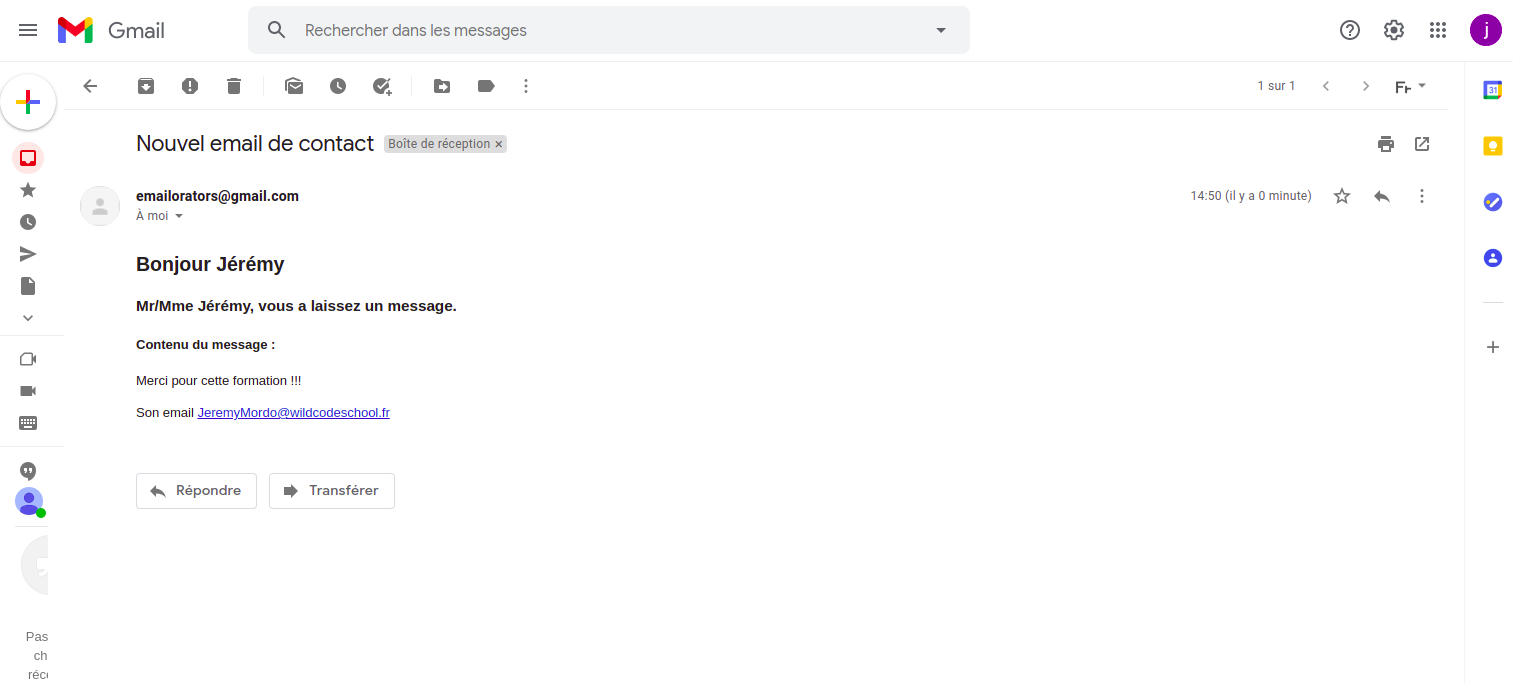 Gmail
Rechercher dans les messages
j
1 sur 1
Fr
31
Nouvel email de contact
Boîte de réception ×
emailorators@gmail.com
14:50 (il y a 0 minute)
À moi
Bonjour Jérémy
Mr/Mme Jérémy, vous a laissez un message.
Contenu du message :
Merci pour cette formation !!!
Son email JeremyMordo@wildcodeschool.fr
Répondre
Transférer
Pas
ch
réce